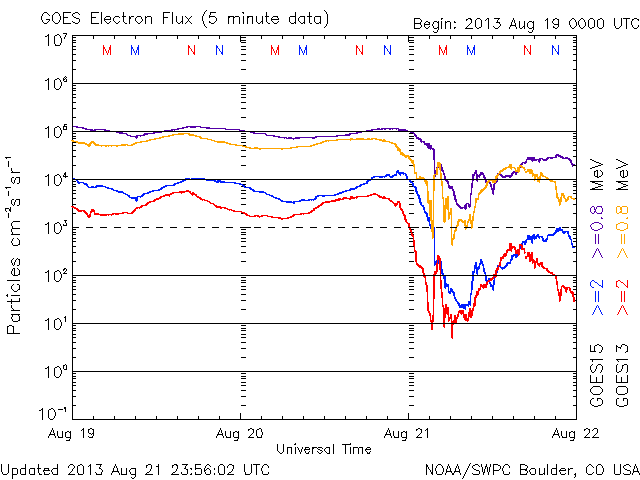 GOES Electron Flux (5 minute data)
Begin: 2013 Aug 19 0000 UTC
M M N N M M N N M M N N
10⁷
10⁶
10⁵
10⁴
10³
10²
10¹
10⁰
10⁻¹
Particles cm⁻²s⁻¹sr⁻¹
GOES15 >=2 >=0.8 MeV
GOES13 >=2 >=0.8 MeV
Aug 19 Aug 20 Aug 21 Aug 22
Universal Time
Updated 2013 Aug 21 23:56:02 UTC
NOAA/SWPC Boulder, CO USA